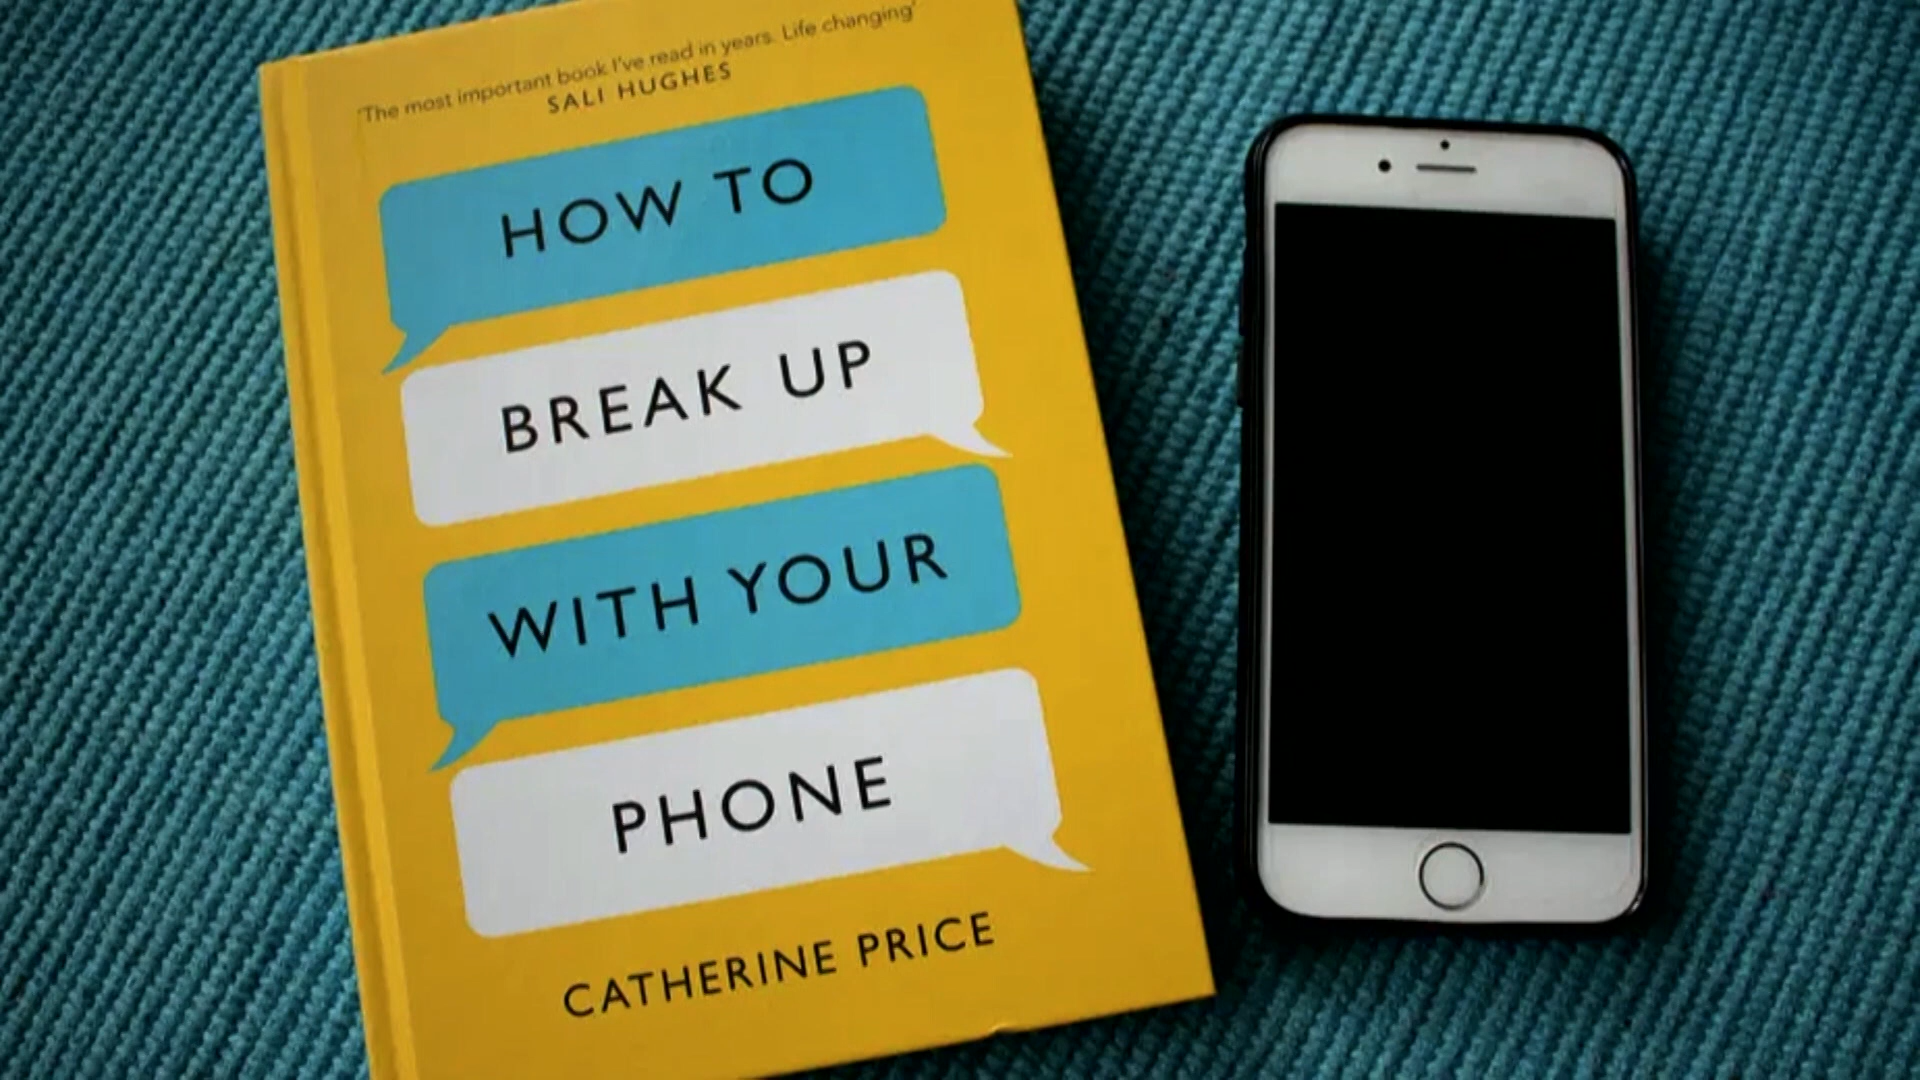 'The most important book I've read in years. Life changing'
SALI HUGHES
HOW TO
BREAK UP
WITH YOUR
PHONE
CATHERINE PRICE